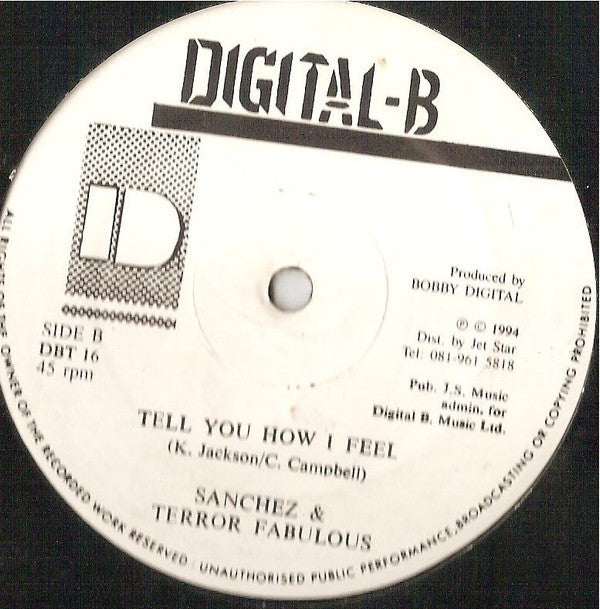 DIGITAL-B
D
Produced by
BOBBY DIGITAL
℗ © 1994
Dist. by Jet Star
Tel: 081-961 5818
Pub. J.S. Music
admin. for
Digital B. Music Ltd.
SIDE B
DBT 16
45 rpm
TELL YOU HOW I FEEL
(K. Jackson/C. Campbell)
SANCHEZ &
TERROR FABULOUS
ALL RIGHTS OF THE OWNER OF THE RECORDED WORK RESERVED. UNAUTHORISED PUBLIC PERFORMANCE, BROADCASTING OR COPYING PROHIBITED